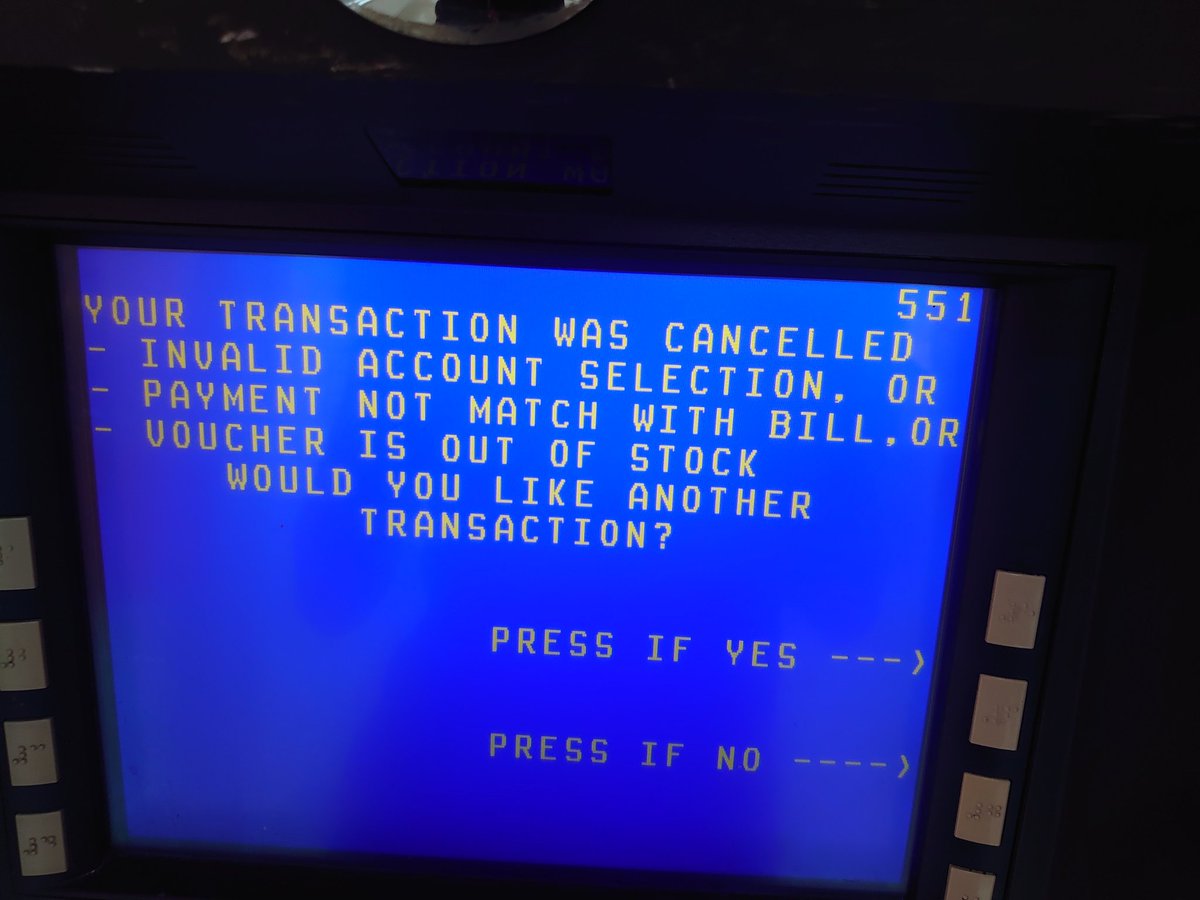 551
YOUR TRANSACTION WAS CANCELLED
- INVALID ACCOUNT SELECTION, OR
- PAYMENT NOT MATCH WITH BILL,OR
- VOUCHER IS OUT OF STOCK
WOULD YOU LIKE ANOTHER
TRANSACTION?
PRESS IF YES --->
PRESS IF NO ---->